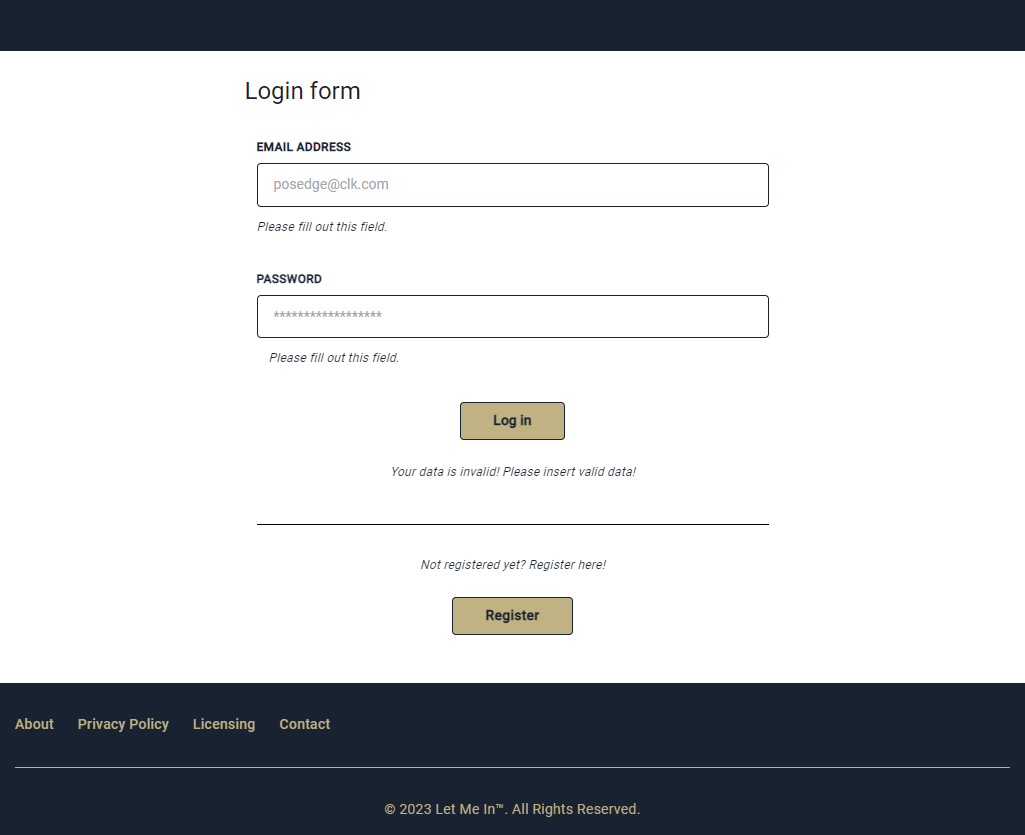 Login form
EMAIL ADDRESS
posedge@clk.com
Please fill out this field.
PASSWORD
******************
Please fill out this field.
Log in
Your data is invalid! Please insert valid data!
Not registered yet? Register here!
Register
About Privacy Policy Licensing Contact
© 2023 Let Me In™. All Rights Reserved.